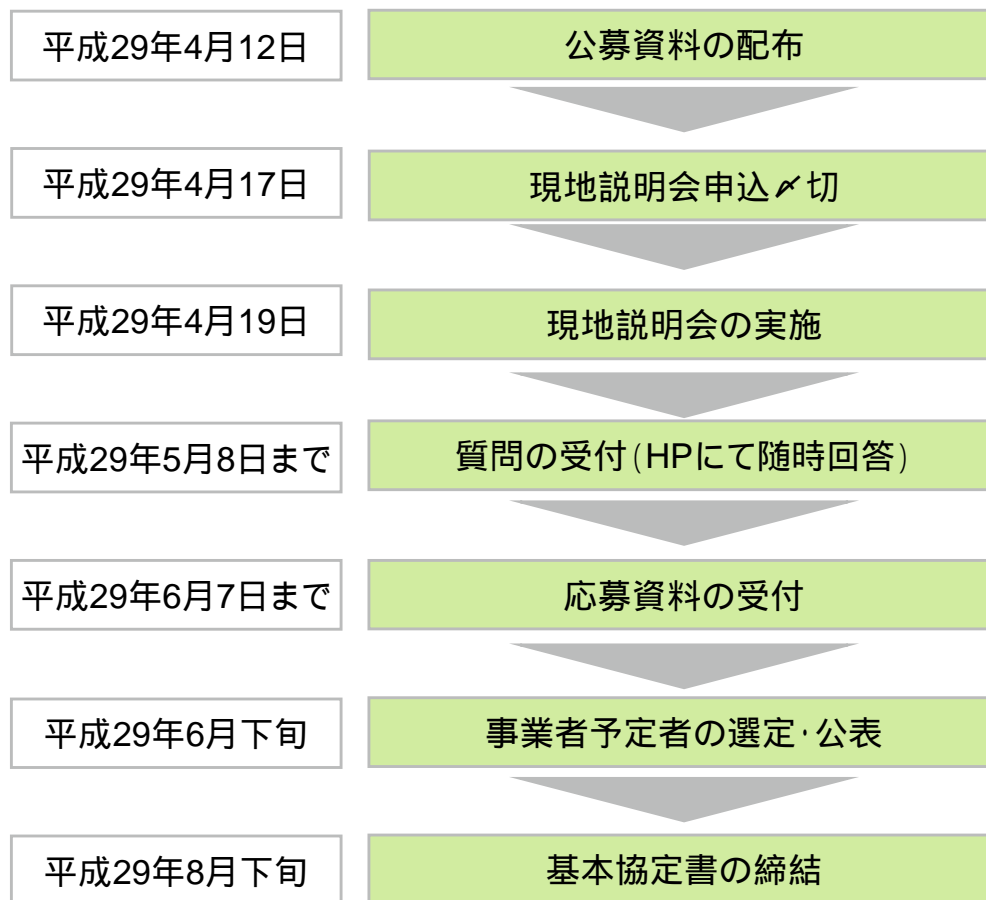 平成29年4月12日
公募資料の配布
平成29年4月17日
現地説明会申込〆切
平成29年4月19日
現地説明会の実施
平成29年5月8日まで
質問の受付(HPにて随時回答)
平成29年6月7日まで
応募資料の受付
平成29年6月下旬
事業者予定者の選定・公表
平成29年8月下旬
基本協定書の締結